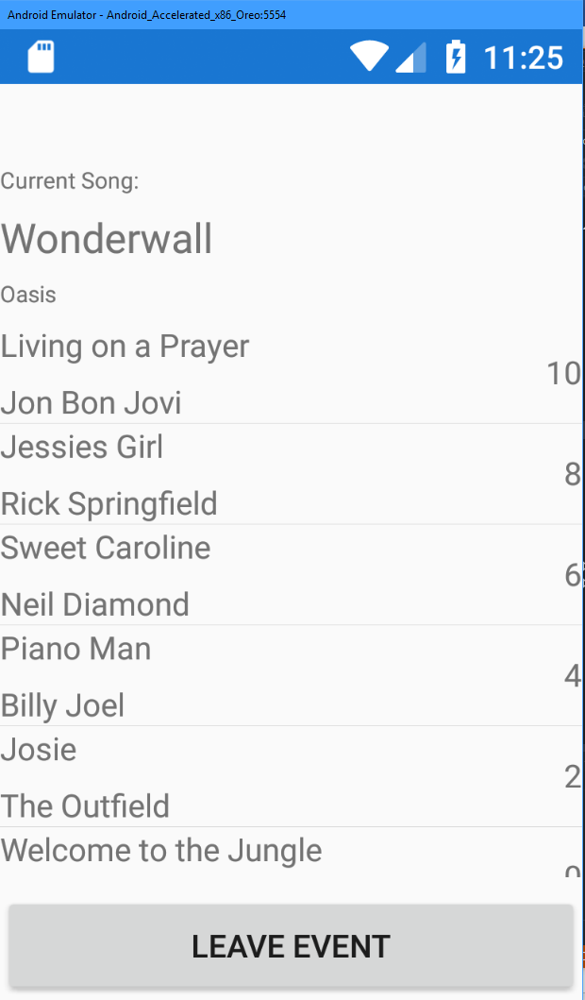 Android Emulator - Android_Accelerated_x86_Oreo:5554
11:25
Current Song:
Wonderwall
Oasis
Living on a Prayer
10
Jon Bon Jovi
Jessies Girl
8
Rick Springfield
Sweet Caroline
6
Neil Diamond
Piano Man
4
Billy Joel
Josie
2
The Outfield
Welcome to the Jungle
0
LEAVE EVENT